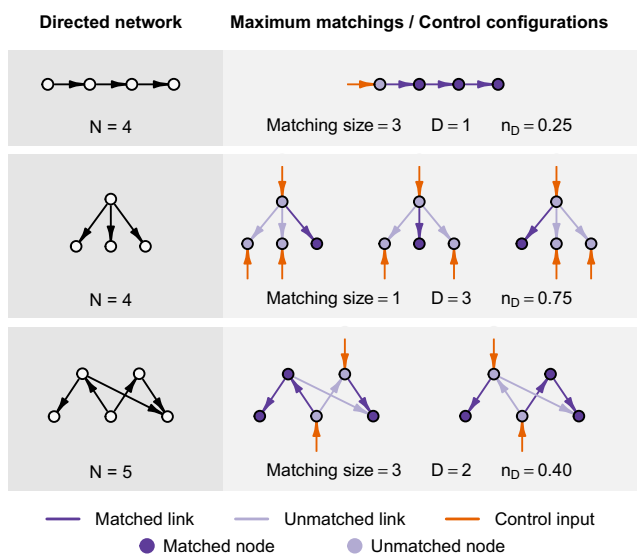 Directed network
Maximum matchings / Control configurations
N = 4
Matching size = 3 D = 1 n_D = 0.25
N = 4
Matching size = 1 D = 3 n_D = 0.75
N = 5
Matching size = 3 D = 2 n_D = 0.40
Matched link Unmatched link Control input
Matched node Unmatched node